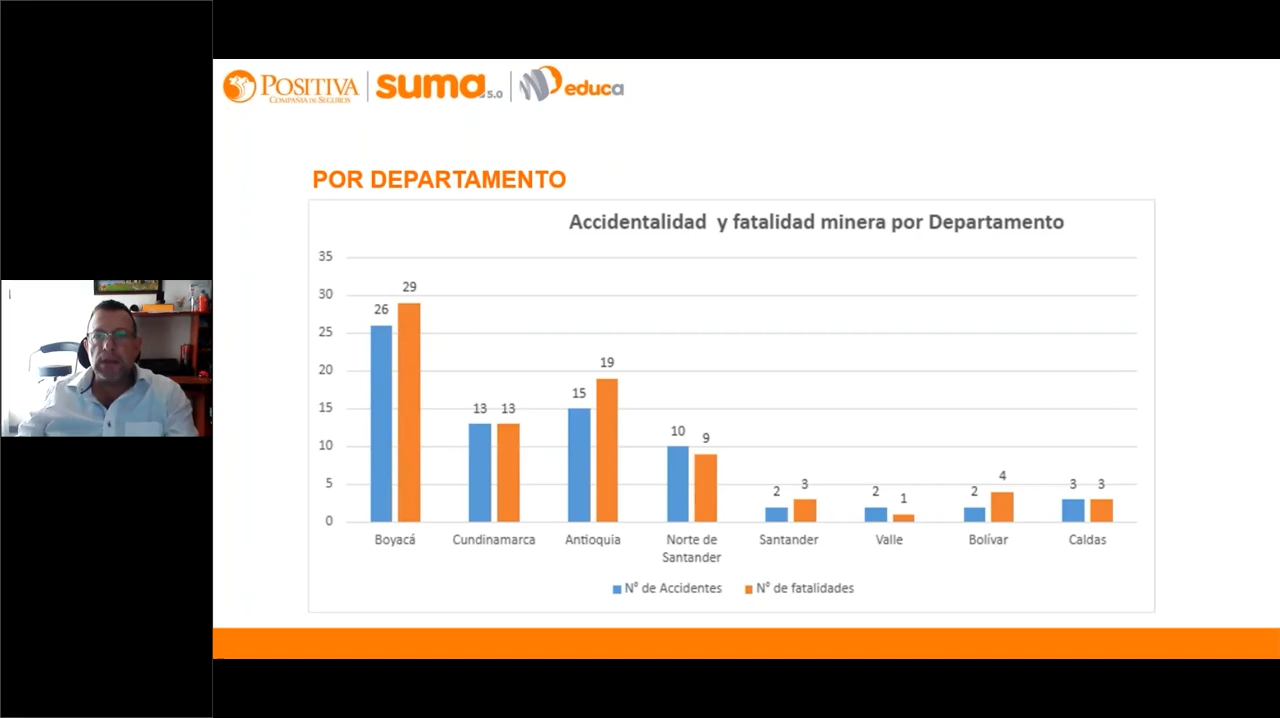 POSITIVA
COMPAÑÍA DE SEGUROS
suma 5.0
educa
POR DEPARTAMENTO
Accidentalidad y fatalidad minera por Departamento
35
30
25
20
15
10
5
0
26 29
13 13
15 19
10 9
2 3
2 1
2 4
3 3
Boyacá Cundinamarca Antioquia Norte de Santander Santander Valle Bolívar Caldas
N° de Accidentes N° de fatalidades